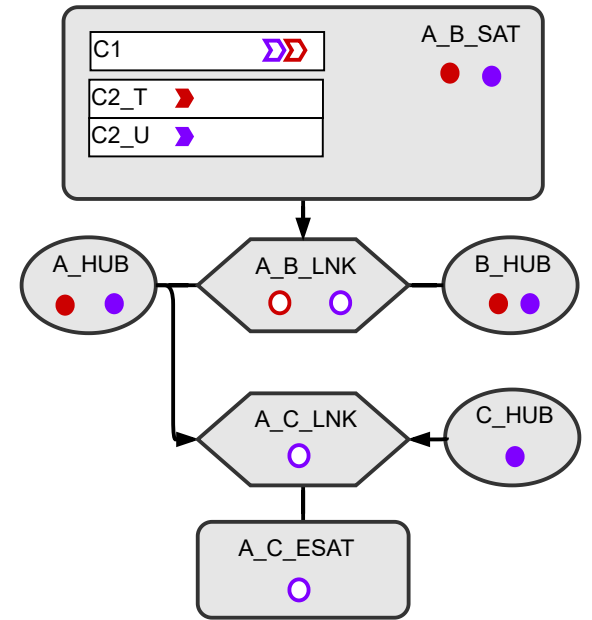 C1
A_B_SAT
C2_T
C2_U
A_HUB
A_B_LNK
B_HUB
A_C_LNK
C_HUB
A_C_ESAT